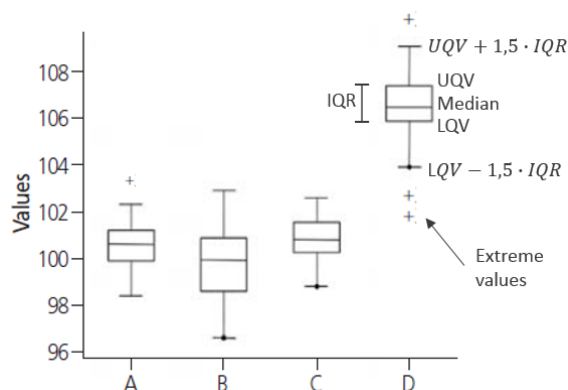 108
106
104
102
100
98
96
Values
A
B
C
D
UQV + 1,5 · IQR
UQV
IQR
Median
LQV
LQV − 1,5 · IQR
Extreme
values